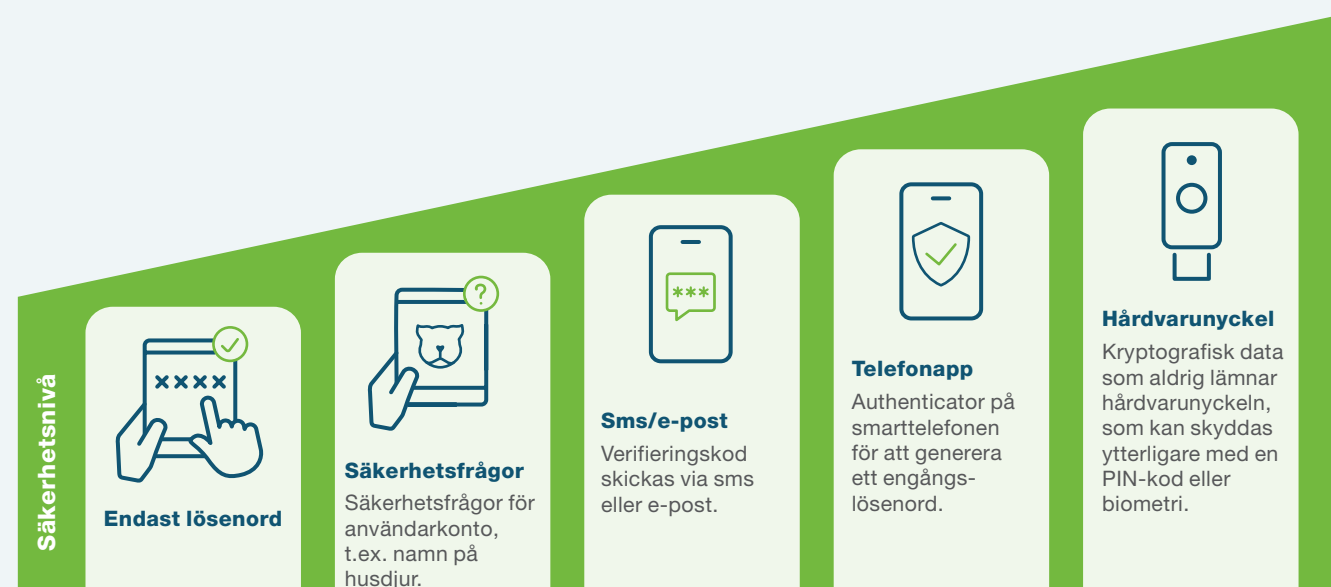 Säkerhetsnivå
××××
Endast lösenord
?
Säkerhetsfrågor
Säkerhetsfrågor för
användarkonto,
t.ex. namn på
husdjur.
***
Sms/e-post
Verifieringskod
skickas via sms
eller e-post.
Telefonapp
Authenticator på
smarttelefonen
för att generera
ett engångs-
lösenord.
Hårdvarunyckel
Kryptografisk data
som aldrig lämnar
hårdvarunyckeln,
som kan skyddas
ytterligare med en
PIN-kod eller
biometri.